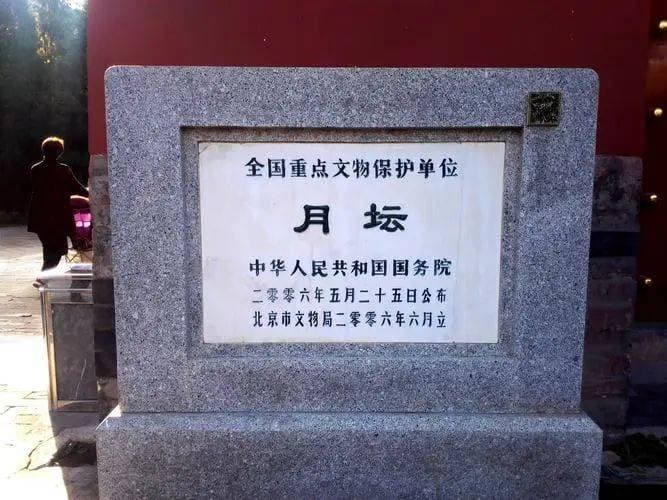 全国重点文物保护单位
月坛
中华人民共和国国务院
二零零六年五月二十五日公布
北京市文物局二零零六年六月立